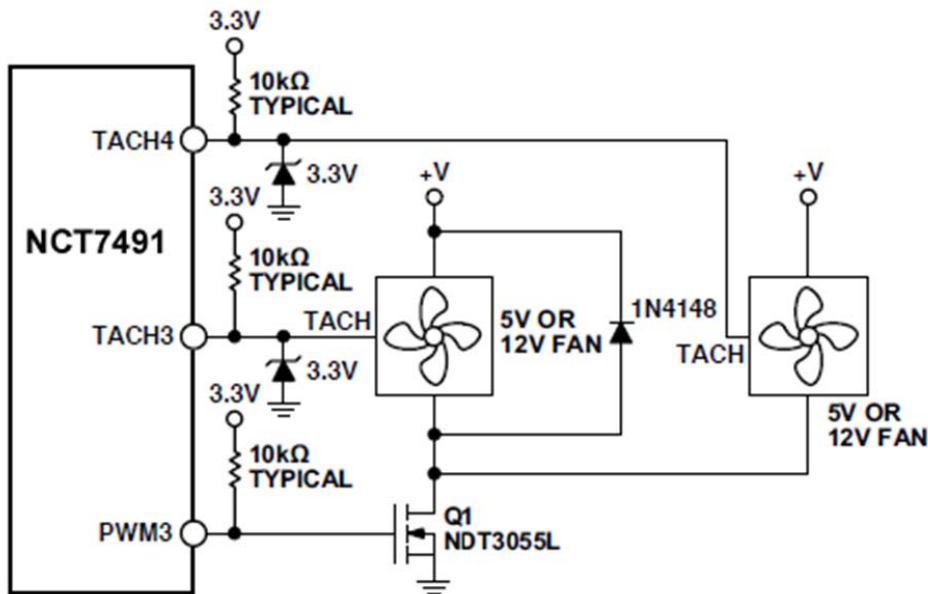 3.3V
10kΩ
TYPICAL
TACH4
3.3V
+V
+V
3.3V
NCT7491
10kΩ
TYPICAL
TACH
1N4148
5V OR
12V FAN
TACH3
TACH
3.3V
3.3V
5V OR
12V FAN
10kΩ
TYPICAL
Q1
NDT3055L
PWM3